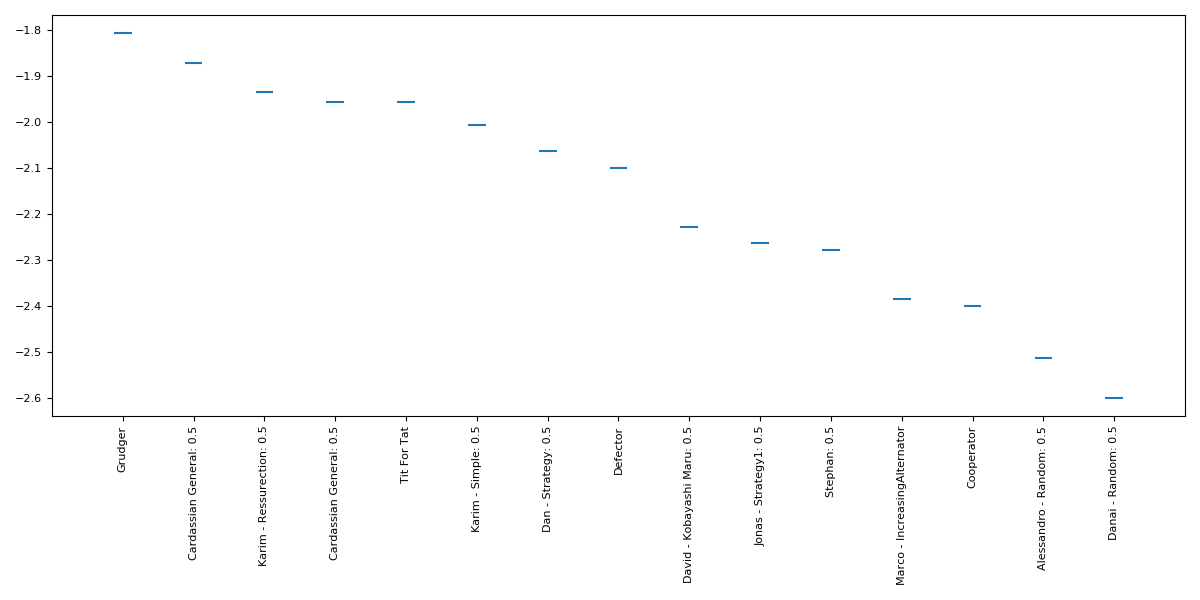 −1.8
−1.9
−2.0
−2.1
−2.2
−2.3
−2.4
−2.5
−2.6
Grudger
Cardassian General: 0.5
Karim - Ressurection: 0.5
Cardassian General: 0.5
Tit For Tat
Karim - Simple: 0.5
Dan - Strategy: 0.5
Defector
David - Kobayashi Maru: 0.5
Jonas - Strategy1: 0.5
Stephan: 0.5
Marco - IncreasingAlternator
Cooperator
Alessandro - Random: 0.5
Danai - Random: 0.5